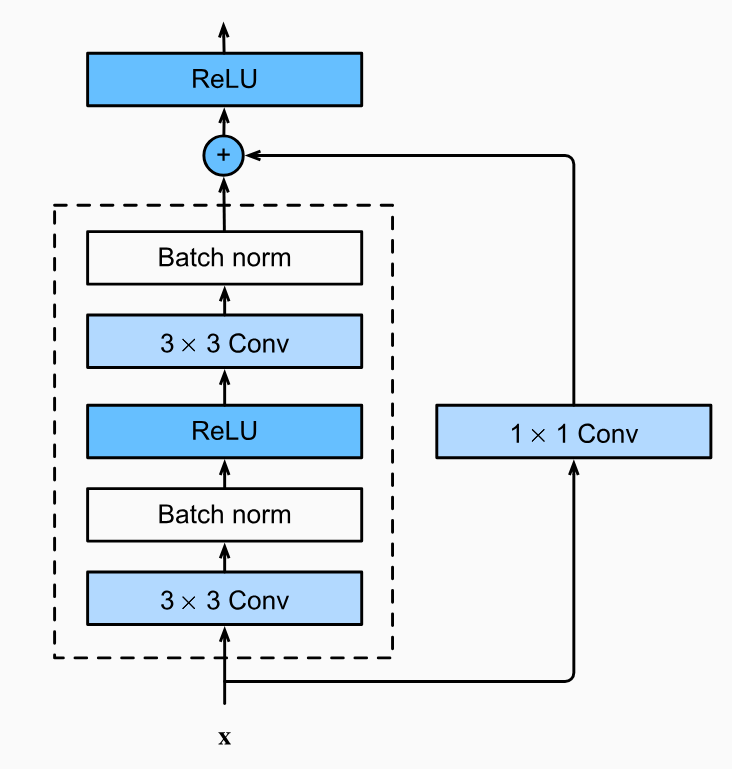 ReLU
+
Batch norm
3 × 3 Conv
ReLU
1 × 1 Conv
Batch norm
3 × 3 Conv
x